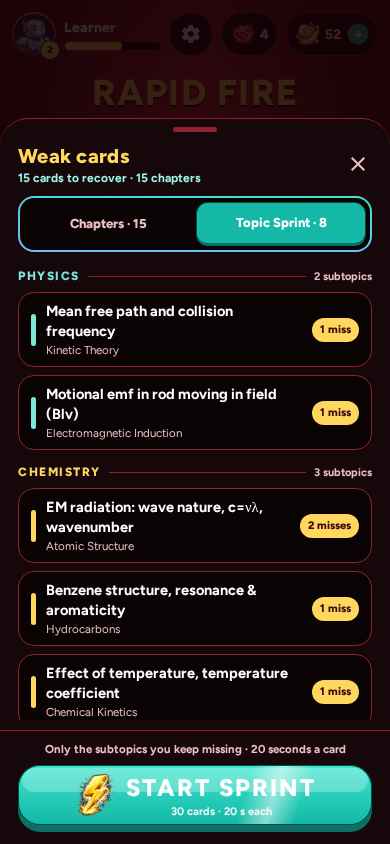 Learner
2
4
52
RAPID FIRE
Weak cards
15 cards to recover · 15 chapters
Chapters · 15
Topic Sprint · 8
PHYSICS
2 subtopics
Mean free path and collision
frequency
Kinetic Theory
1 miss
Motional emf in rod moving in field
(Blv)
Electromagnetic Induction
1 miss
CHEMISTRY
3 subtopics
EM radiation: wave nature, c=νλ,
wavenumber
Atomic Structure
2 misses
Benzene structure, resonance &
aromaticity
Hydrocarbons
1 miss
Effect of temperature, temperature
coefficient
Chemical Kinetics
1 miss
Only the subtopics you keep missing · 20 seconds a card
START SPRINT
30 cards · 20 s each